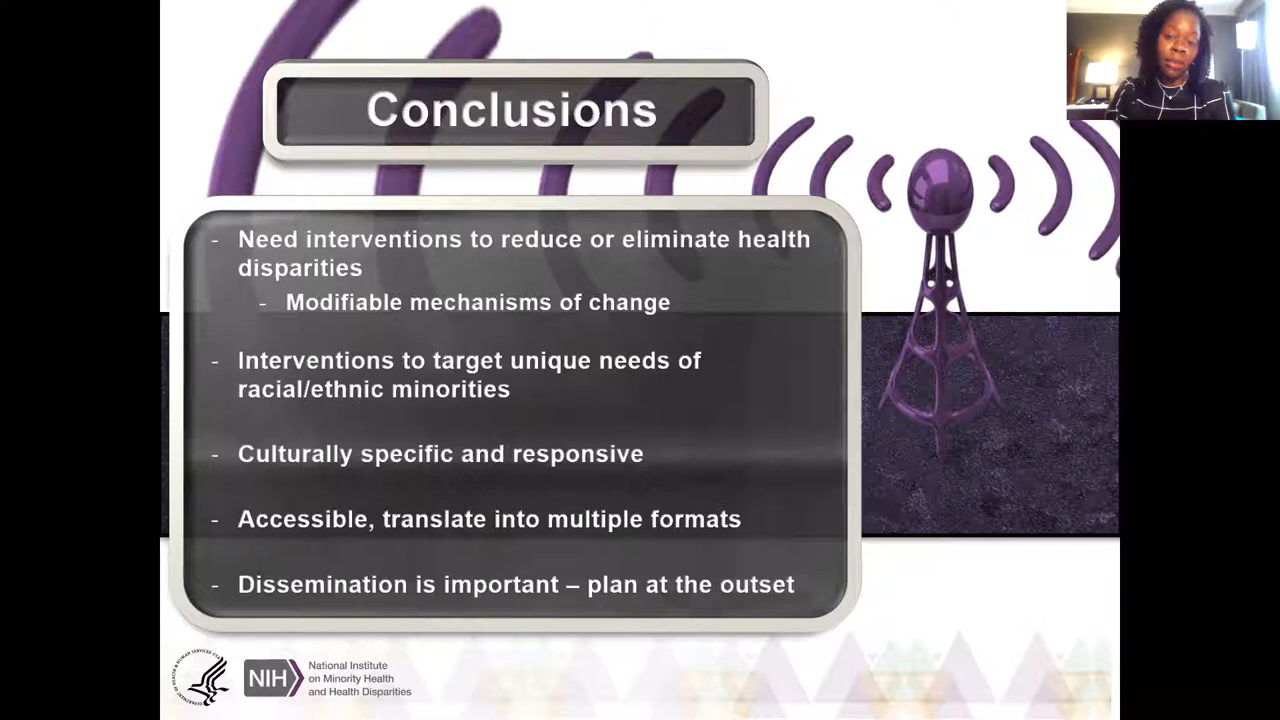 Conclusions
- Need interventions to reduce or eliminate health
disparities
- Modifiable mechanisms of change
- Interventions to target unique needs of
racial/ethnic minorities
- Culturally specific and responsive
- Accessible, translate into multiple formats
- Dissemination is important – plan at the outset
NIH
National Institute
on Minority Health
and Health Disparities